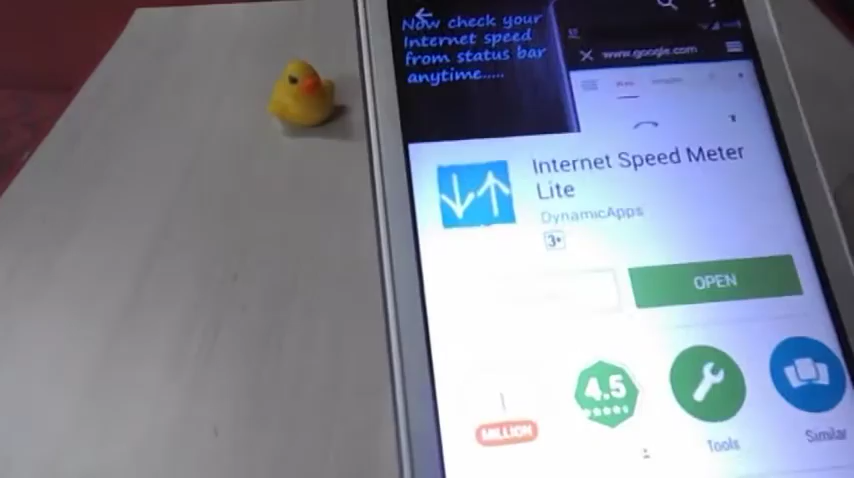 Now check your
Internet speed
from status bar
anytime.....
www.google.com
Internet Speed Meter
Lite
DynamicApps
3+
OPEN
4.5
MILLION
Tools
Similar